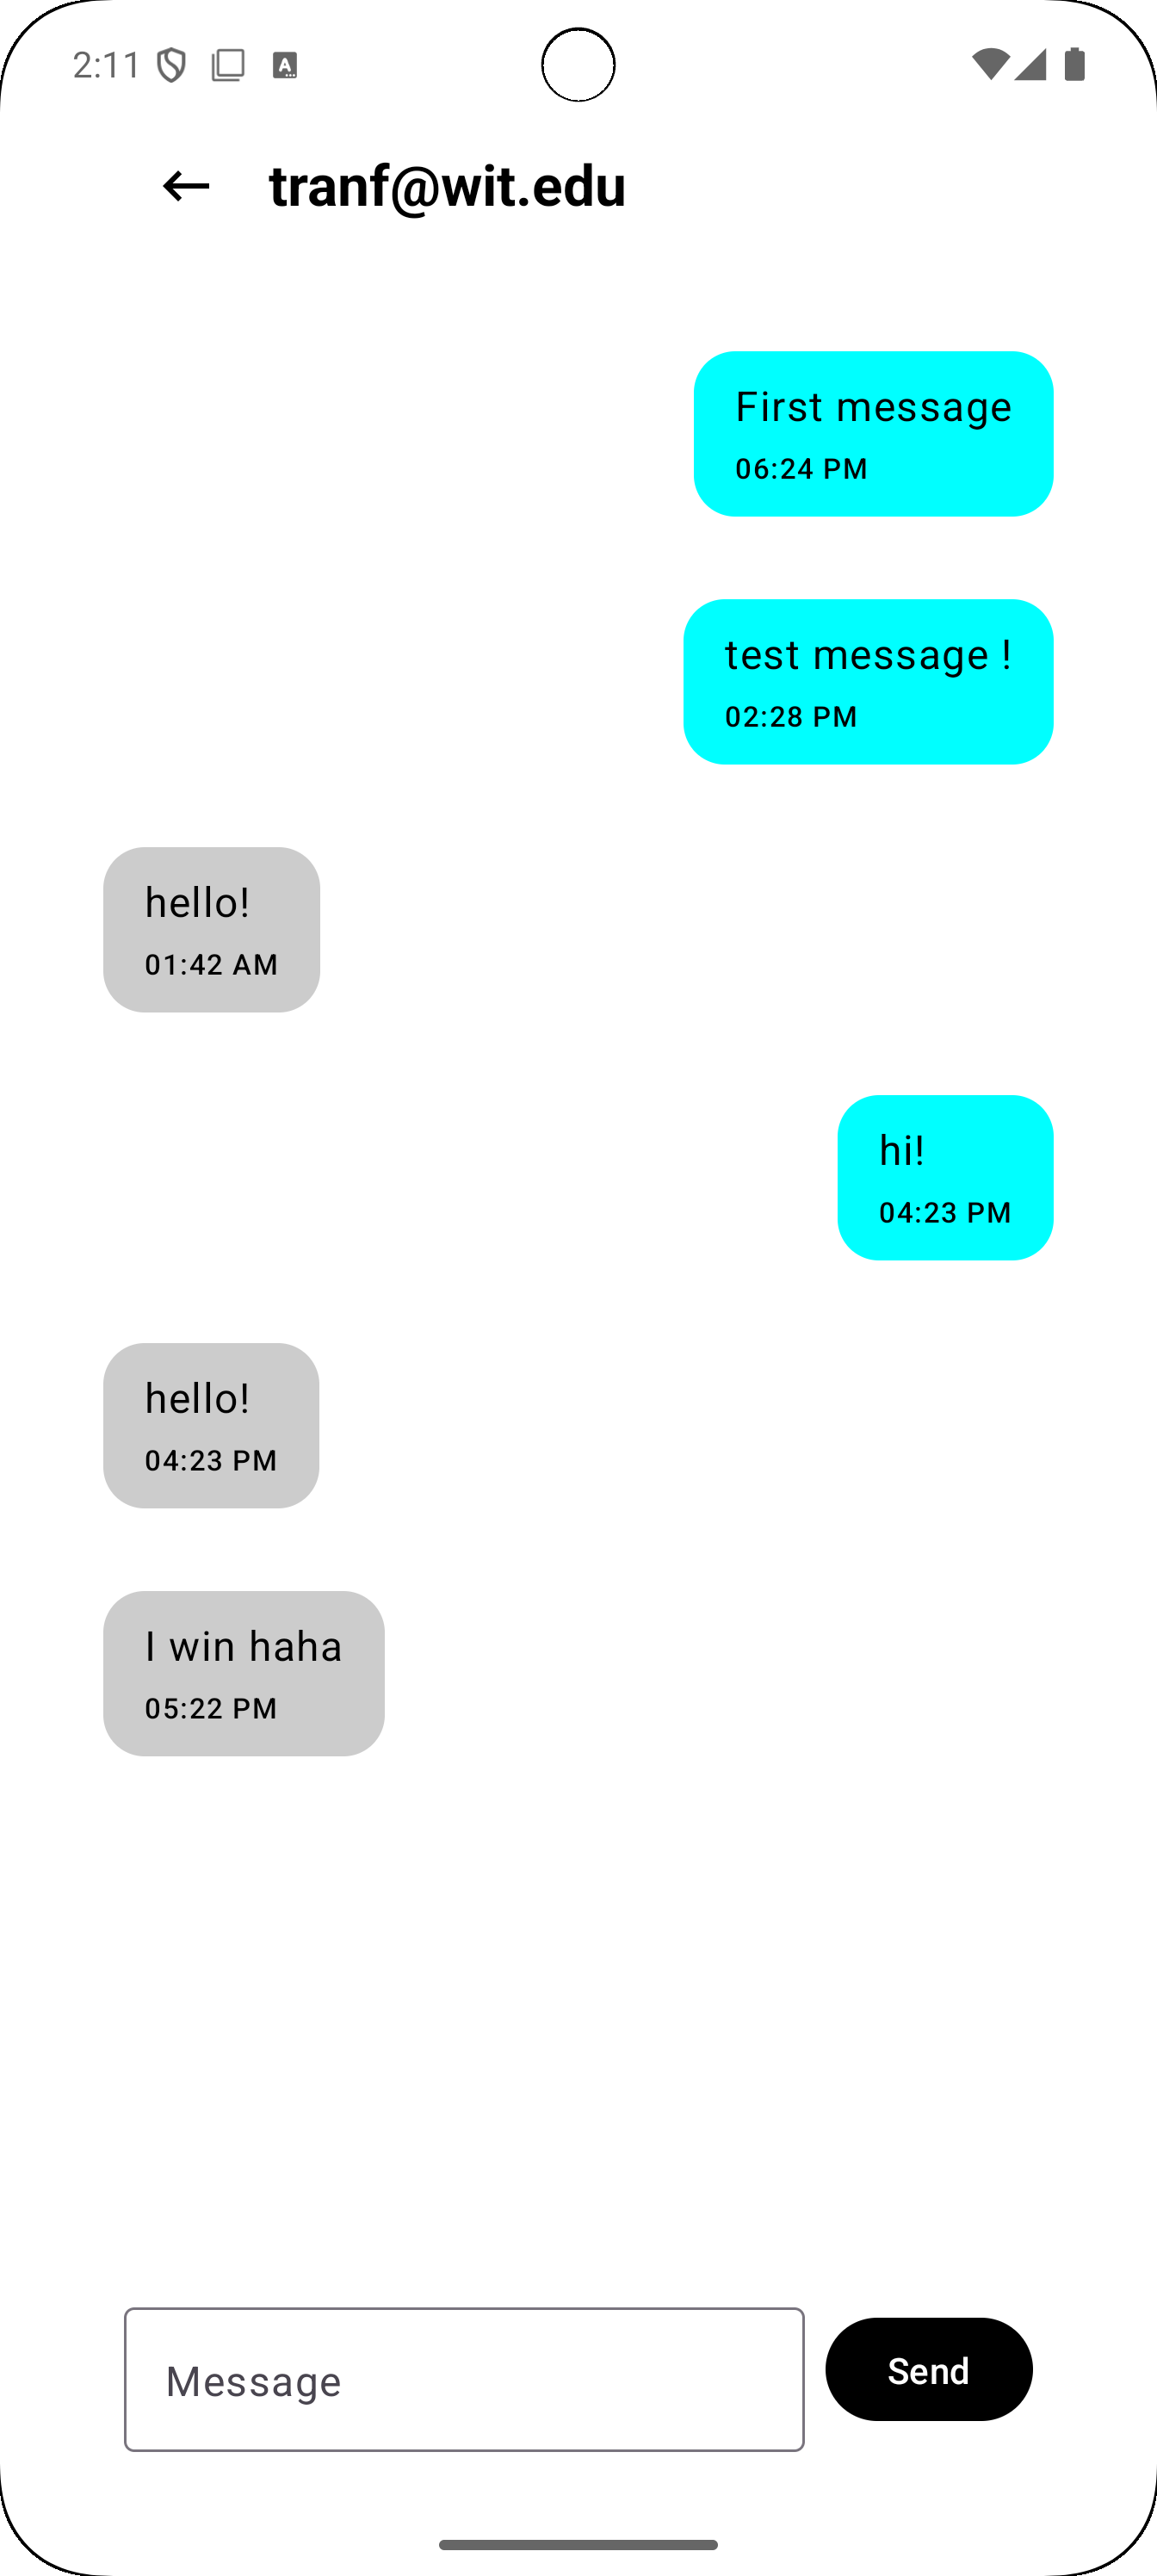 2:11
tranf@wit.edu
First message
06:24 PM
test message !
02:28 PM
hello!
01:42 AM
hi!
04:23 PM
hello!
04:23 PM
I win haha
05:22 PM
Message
Send